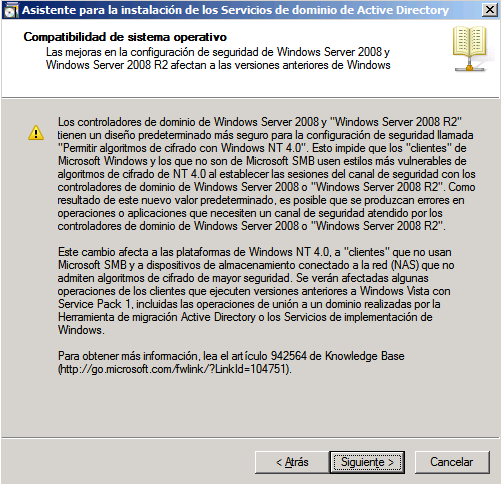 Asistente para la instalación de los Servicios de dominio de Active Directory
Compatibilidad de sistema operativo
Las mejoras en la configuración de seguridad de Windows Server 2008 y
Windows Server 2008 R2 afectan a las versiones anteriores de Windows
Los controladores de dominio de Windows Server 2008 y "Windows Server 2008 R2"
tienen un diseño predeterminado más seguro para la configuración de seguridad llamada
"Permitir algoritmos de cifrado con Windows NT 4.0". Esto impide que los "clientes" de
Microsoft Windows y los que no son de Microsoft SMB usen estilos más vulnerables de
algoritmos de cifrado de NT 4.0 al establecer las sesiones del canal de seguridad con los
controladores de dominio de Windows Server 2008 o "Windows Server 2008 R2". Como
resultado de este nuevo valor predeterminado, es posible que se produzcan errores en
operaciones o aplicaciones que necesiten un canal de seguridad atendido por los
controladores de dominio de Windows Server 2008 o "Windows Server 2008 R2".
Este cambio afecta a las plataformas de Windows NT 4.0, a "clientes" que no usan
Microsoft SMB y a dispositivos de almacenamiento conectado a la red (NAS) que no
admiten algoritmos de cifrado de mayor seguridad. Se verán afectadas algunas
operaciones de los clientes que ejecuten versiones anteriores a Windows Vista con
Service Pack 1, incluidas las operaciones de unión a un dominio realizadas por la
Herramienta de migración Active Directory o los Servicios de implementación de
Windows.
Para obtener más información, lea el artículo 942564 de Knowledge Base
(http://go.microsoft.com/fwlink/?LinkId=104751).
< Atrás
Siguiente >
Cancelar